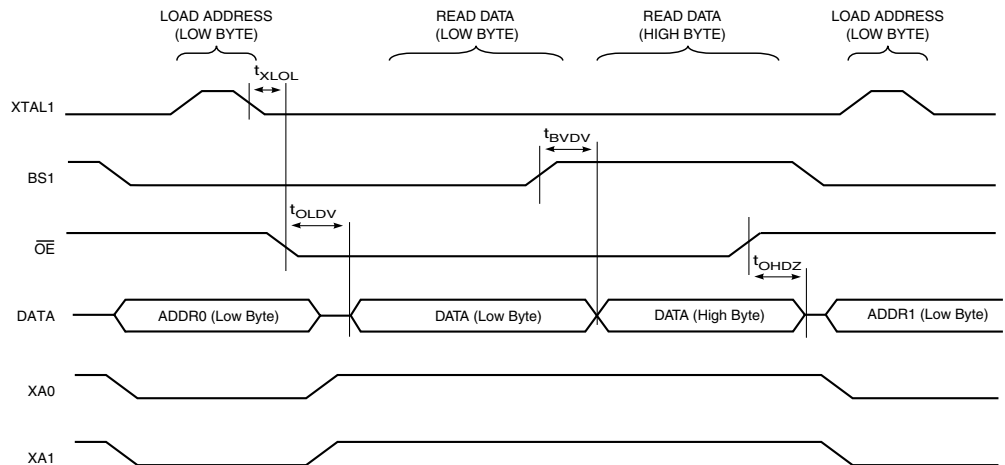 LOAD ADDRESS
(LOW BYTE)
READ DATA
(LOW BYTE)
READ DATA
(HIGH BYTE)
LOAD ADDRESS
(LOW BYTE)
tXLOL
XTAL1
tBVDV
BS1
tOLDV
OE
tOHDZ
DATA
ADDR0 (Low Byte)
DATA (Low Byte)
DATA (High Byte)
ADDR1 (Low Byte)
XA0
XA1